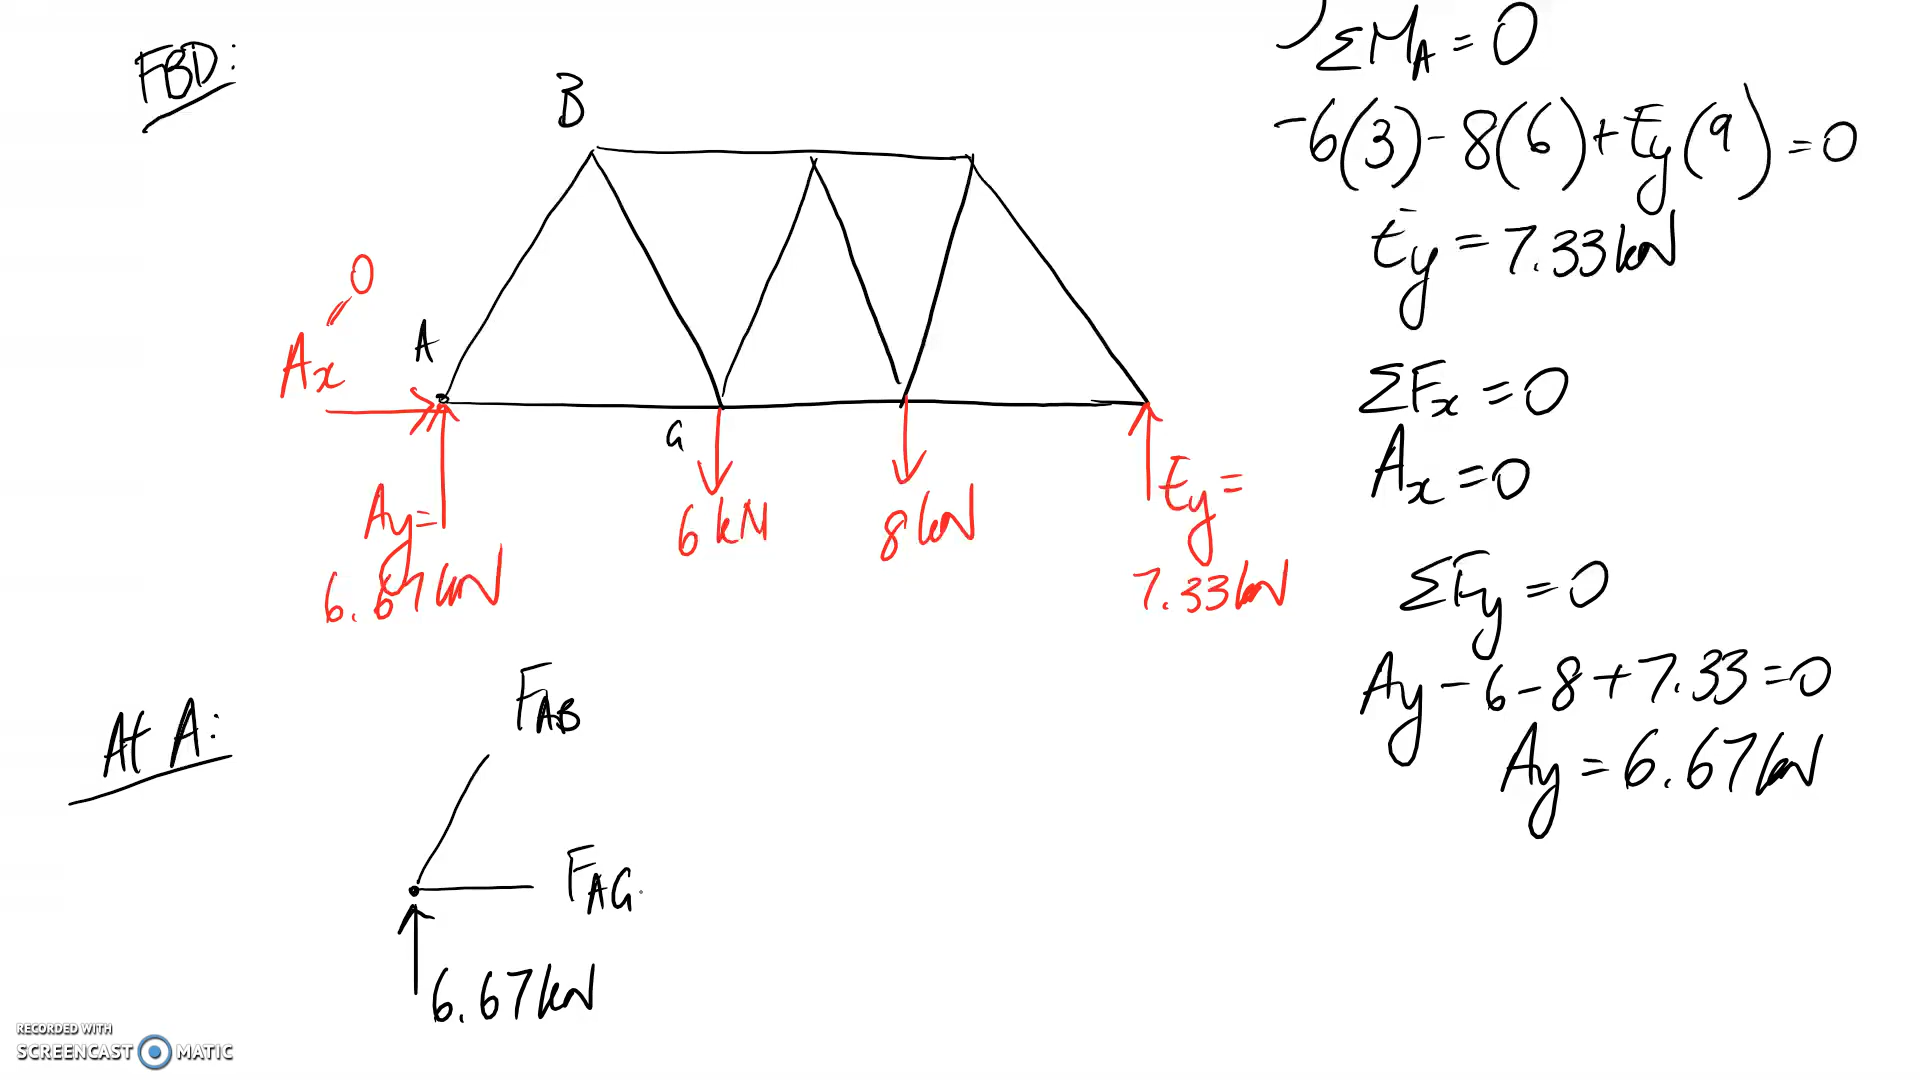 FBD:
B
A
G
Ax
0
Ay=
6.67kN
6 kN
8kN
Ey=
7.33kN
ΣMA = 0
-6(3)-8(6)+Ey(9)=0
Ey = 7.33kN
ΣFx = 0
Ax = 0
ΣFy = 0
Ay - 6 - 8 + 7.33 = 0
Ay = 6.67kN
At A:
FAB
FAG
6.67kN
RECORDED WITH
SCREENCAST MATIC